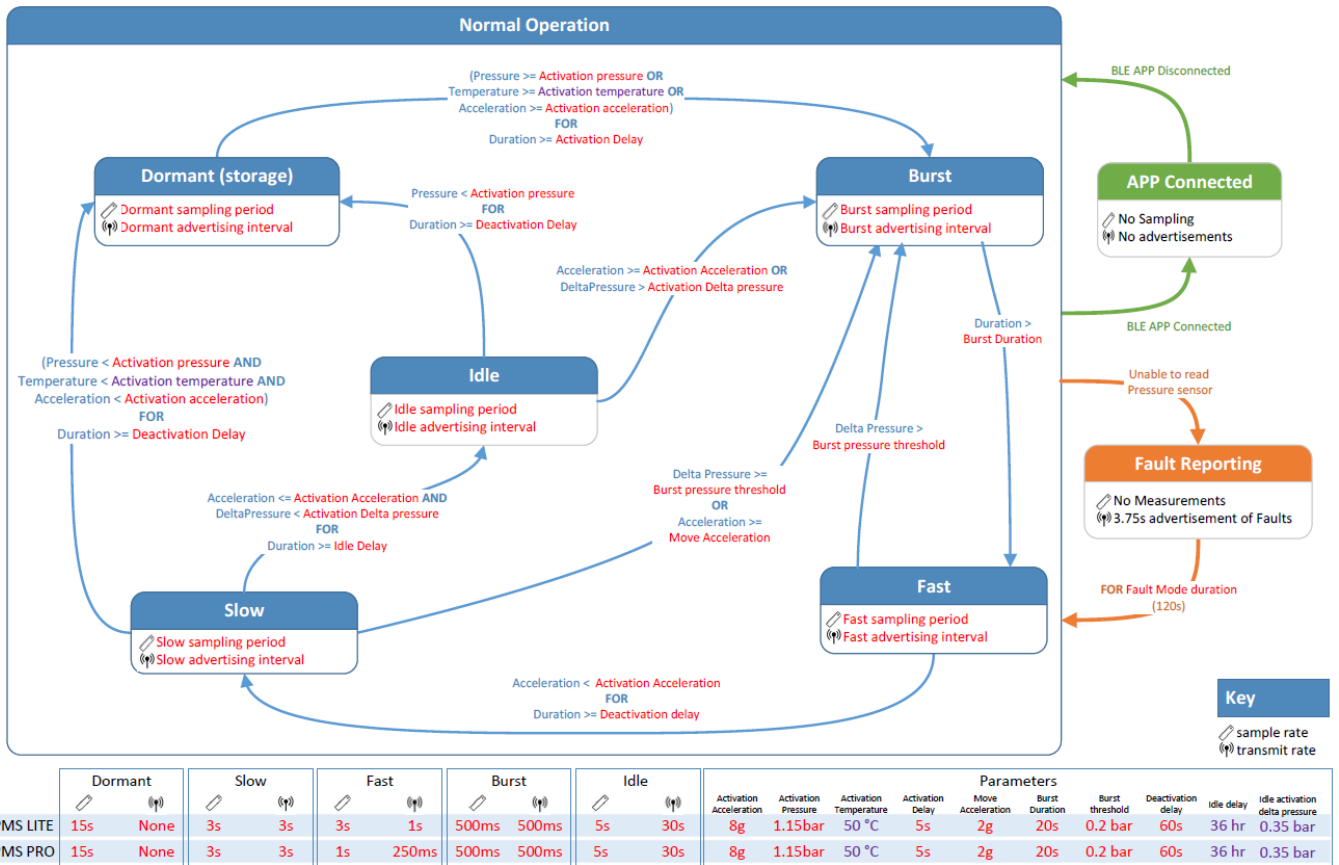 Normal Operation
(Pressure >= Activation pressure OR
Temperature >= Activation temperature OR
Acceleration >= Activation acceleration)
FOR
Duration >= Activation Delay
BLE APP Disconnected
Dormant (storage)
Dormant sampling period
Dormant advertising interval
Pressure < Activation pressure
FOR
Duration >= Deactivation Delay
Burst
Burst sampling period
Burst advertising interval
APP Connected
No Sampling
No advertisements
Acceleration >= Activation Acceleration OR
DeltaPressure > Activation Delta pressure
Duration >
Burst Duration
BLE APP Connected
(Pressure < Activation pressure AND
Temperature < Activation temperature AND
Acceleration < Activation acceleration)
FOR
Duration >= Deactivation Delay
Idle
Idle sampling period
Idle advertising interval
Unable to read
Pressure sensor
Delta Pressure >
Burst pressure threshold
Fault Reporting
No Measurements
3.75s advertisement of Faults
Delta Pressure >=
Burst pressure threshold
OR
Acceleration >=
Move Acceleration
Acceleration <= Activation Acceleration AND
DeltaPressure < Activation Delta pressure
FOR
Duration >= Idle Delay
FOR Fault Mode duration
(120s)
Slow
Slow sampling period
Slow advertising interval
Fast
Fast sampling period
Fast advertising interval
Acceleration < Activation Acceleration
FOR
Duration >= Deactivation delay
Key
sample rate
transmit rate
Dormant Slow Fast Burst Idle Parameters
Activation Acceleration Activation Pressure Activation Temperature Activation Delay Move Acceleration Burst Duration Burst threshold Deactivation delay Idle delay Idle activation delta pressure
PMS LITE 15s None 3s 3s 3s 1s 500ms 500ms 5s 30s 8g 1.15bar 50 °C 5s 2g 20s 0.2 bar 60s 36 hr 0.35 bar
PMS PRO 15s None 3s 3s 1s 250ms 500ms 500ms 5s 30s 8g 1.15bar 50 °C 5s 2g 20s 0.2 bar 60s 36 hr 0.35 bar